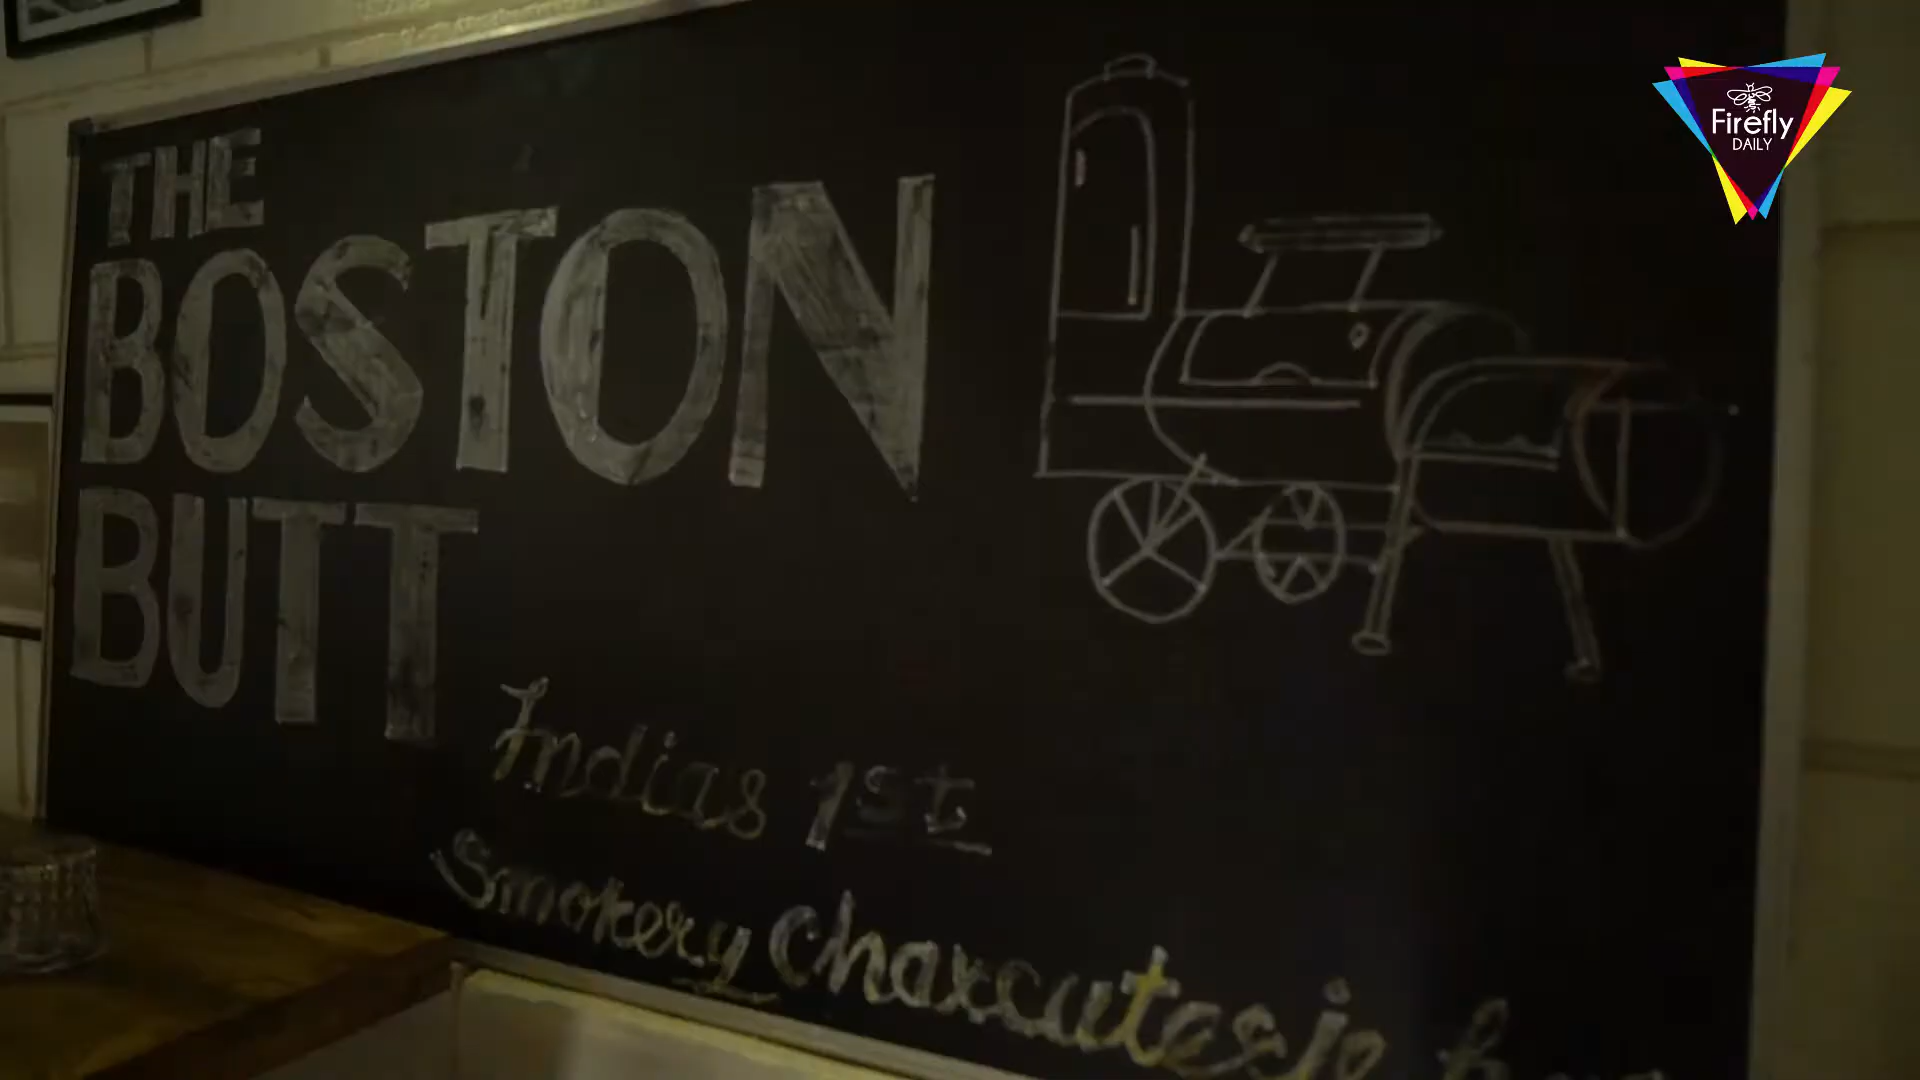 THE
BOSTON
BUTT
Indias 1st
Smokery Charcuterie
Firefly
DAILY